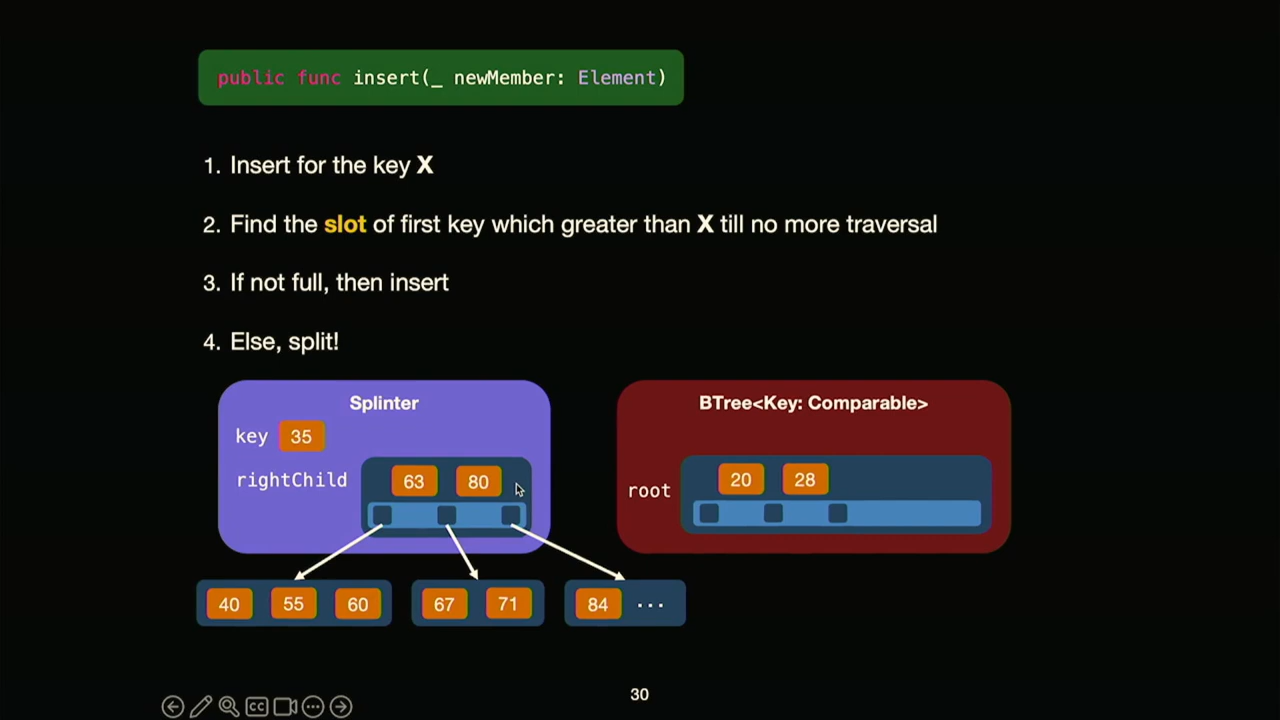 public func insert(_ newMember: Element)
1. Insert for the key X
2. Find the slot of first key which greater than X till no more traversal
3. If not full, then insert
4. Else, split!
Splinter
key 35
rightChild 63 80
BTree<Key: Comparable>
root 20 28
40 55 60 67 71 84 ...
30
CC